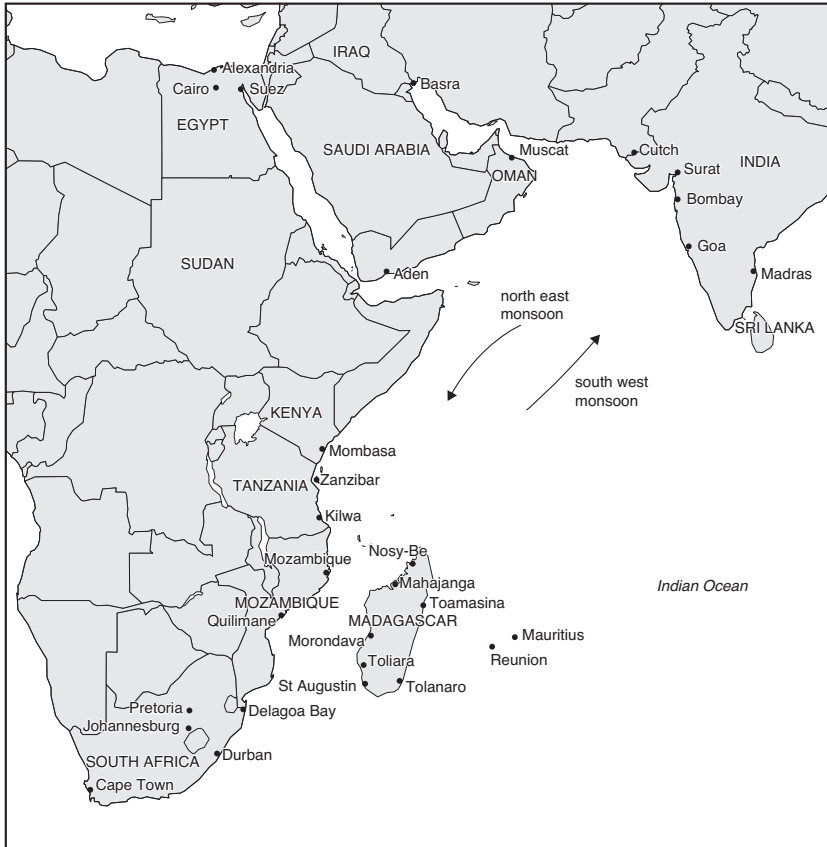 IRAQ
Alexandria
Cairo
Suez
Basra
EGYPT
SAUDI ARABIA
Muscat
OMAN
Cutch
INDIA
Surat
Bombay
Goa
SUDAN
Aden
Madras
north east
monsoon
SRI LANKA
south west
monsoon
KENYA
Mombasa
Zanzibar
TANZANIA
Kilwa
Nosy-Be
Mozambique
Mahajanga
Indian Ocean
MOZAMBIQUE
Toamasina
Quilimane
MADAGASCAR
Morondava
Mauritius
Reunion
Toliara
St Augustin
Tolanaro
Pretoria
Delagoa Bay
Johannesburg
Durban
SOUTH AFRICA
Cape Town